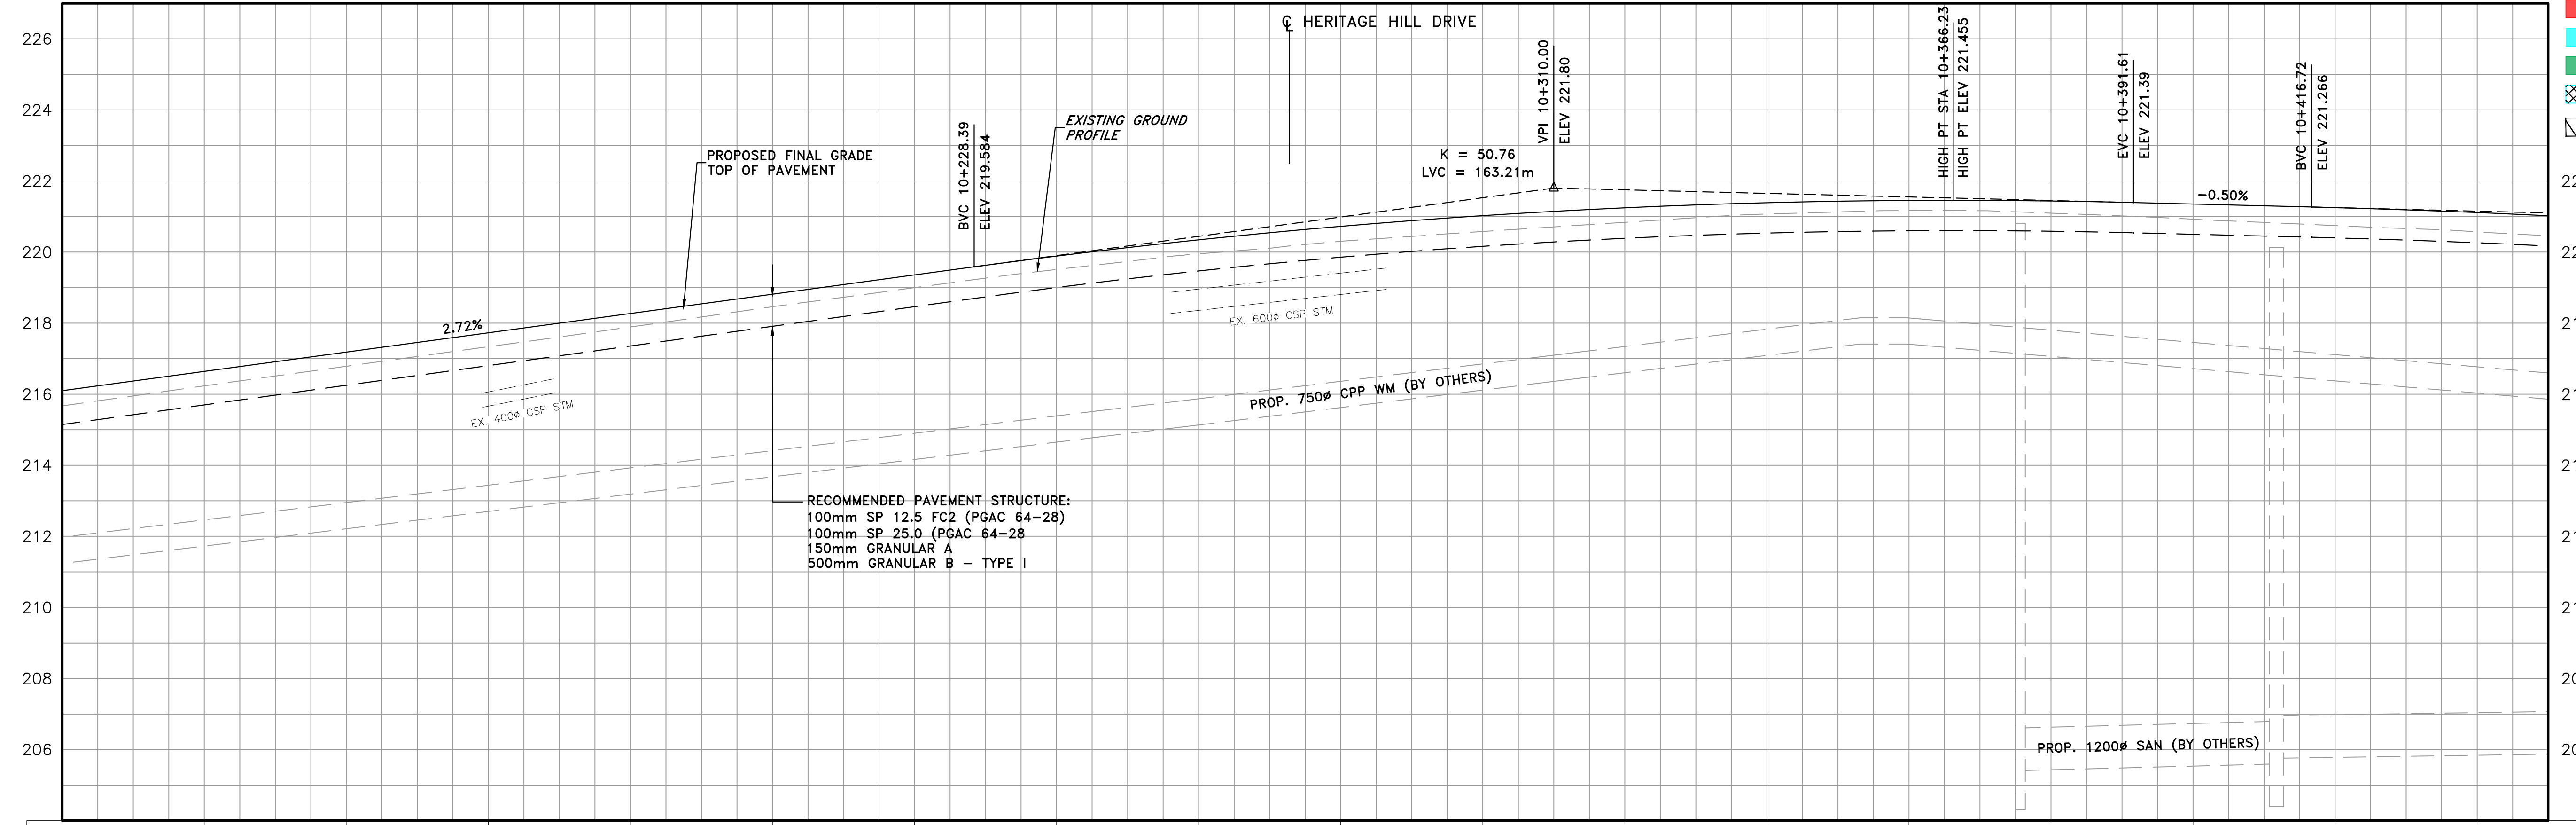 ℄ HERITAGE HILL DRIVE
226
224
222
220
218
216
214
212
210
208
206
PROPOSED FINAL GRADE
TOP OF PAVEMENT
2.72%
BVC 10+228.39
ELEV 219.584
EXISTING GROUND
PROFILE
K = 50.76
LVC = 163.21m
VPI 10+310.00
ELEV 221.80
HIGH PT STA 10+366.23
HIGH PT ELEV 221.455
EVC 10+391.61
ELEV 221.39
-0.50%
BVC 10+416.72
ELEV 221.266
EX. 400ø CSP STM
EX. 600ø CSP STM
PROP. 750ø CPP WM (BY OTHERS)
RECOMMENDED PAVEMENT STRUCTURE:
100mm SP 12.5 FC2 (PGAC 64-28)
100mm SP 25.0 (PGAC 64-28
150mm GRANULAR A
500mm GRANULAR B - TYPE I
PROP. 1200ø SAN (BY OTHERS)